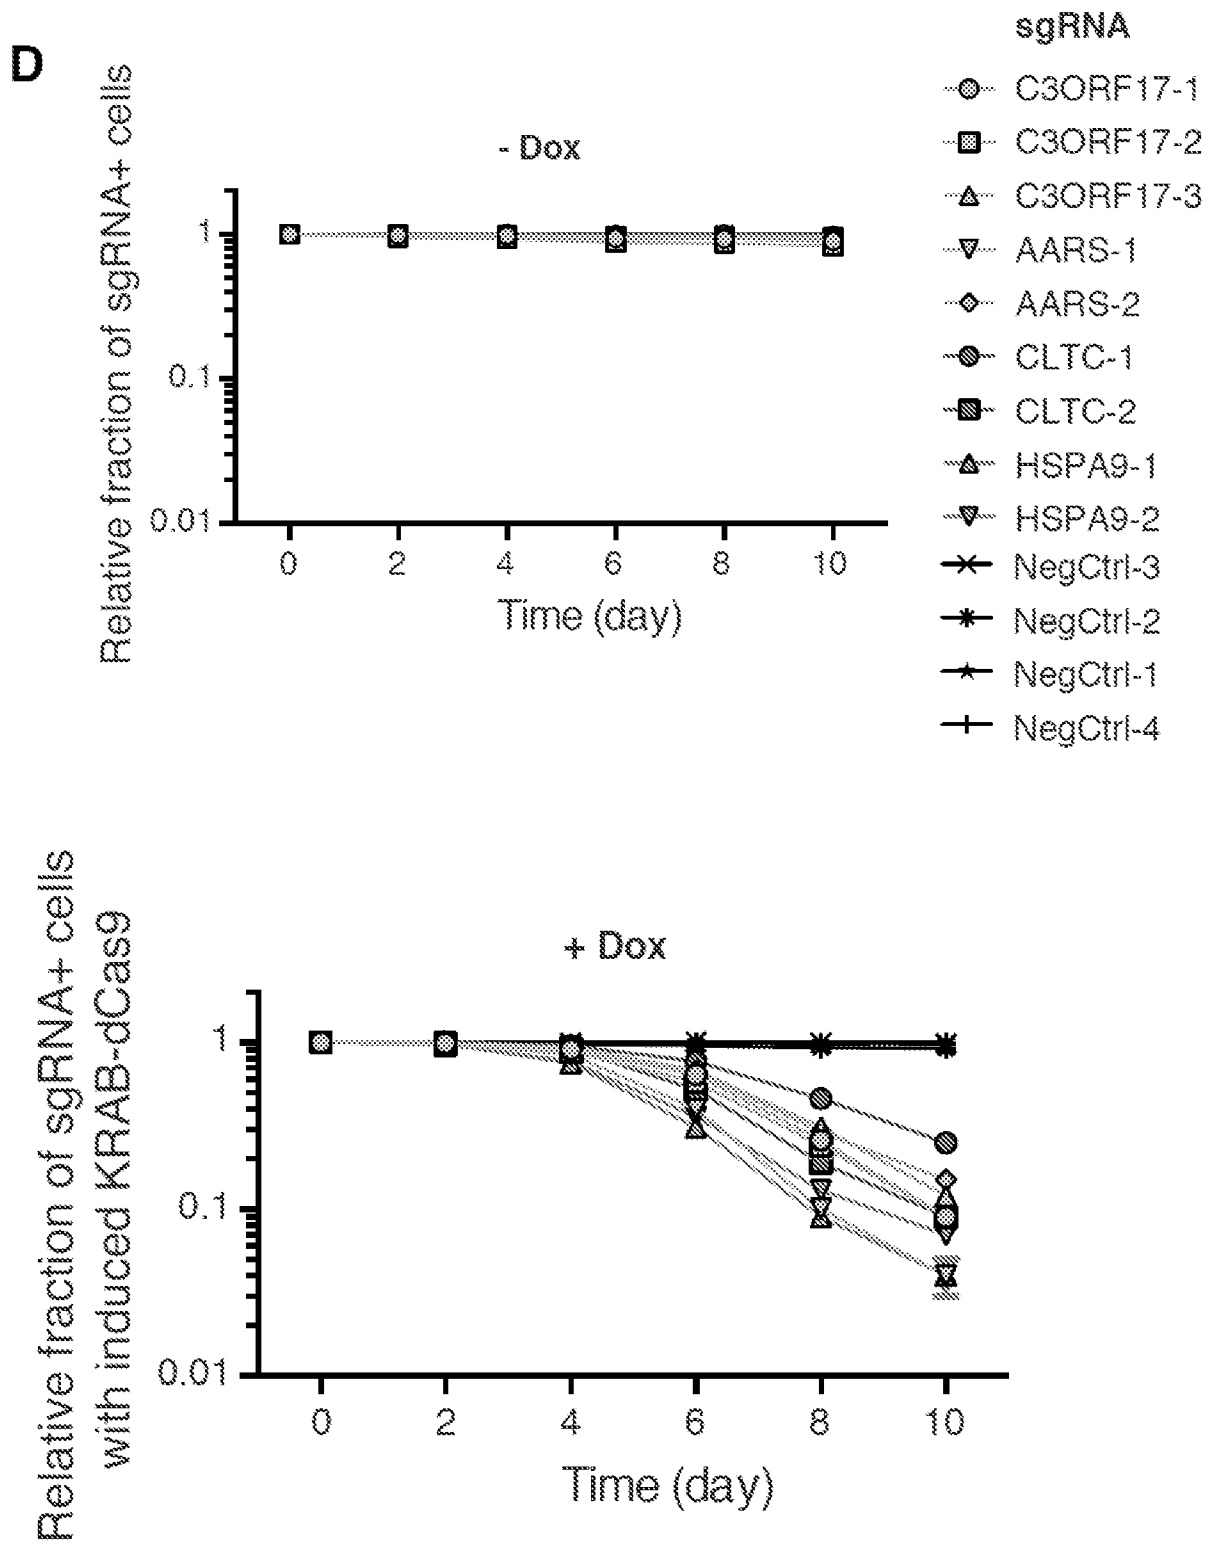 D
Relative fraction of sgRNA+ cells
- Dox
1
0.1
0.01
0 2 4 6 8 10
Time (day)
sgRNA
C3ORF17-1
C3ORF17-2
C3ORF17-3
AARS-1
AARS-2
CLTC-1
CLTC-2
HSPA9-1
HSPA9-2
NegCtrl-3
NegCtrl-2
NegCtrl-1
NegCtrl-4
Relative fraction of sgRNA+ cells
with induced KRAB-dCas9
+ Dox
1
0.1
0.01
0 2 4 6 8 10
Time (day)